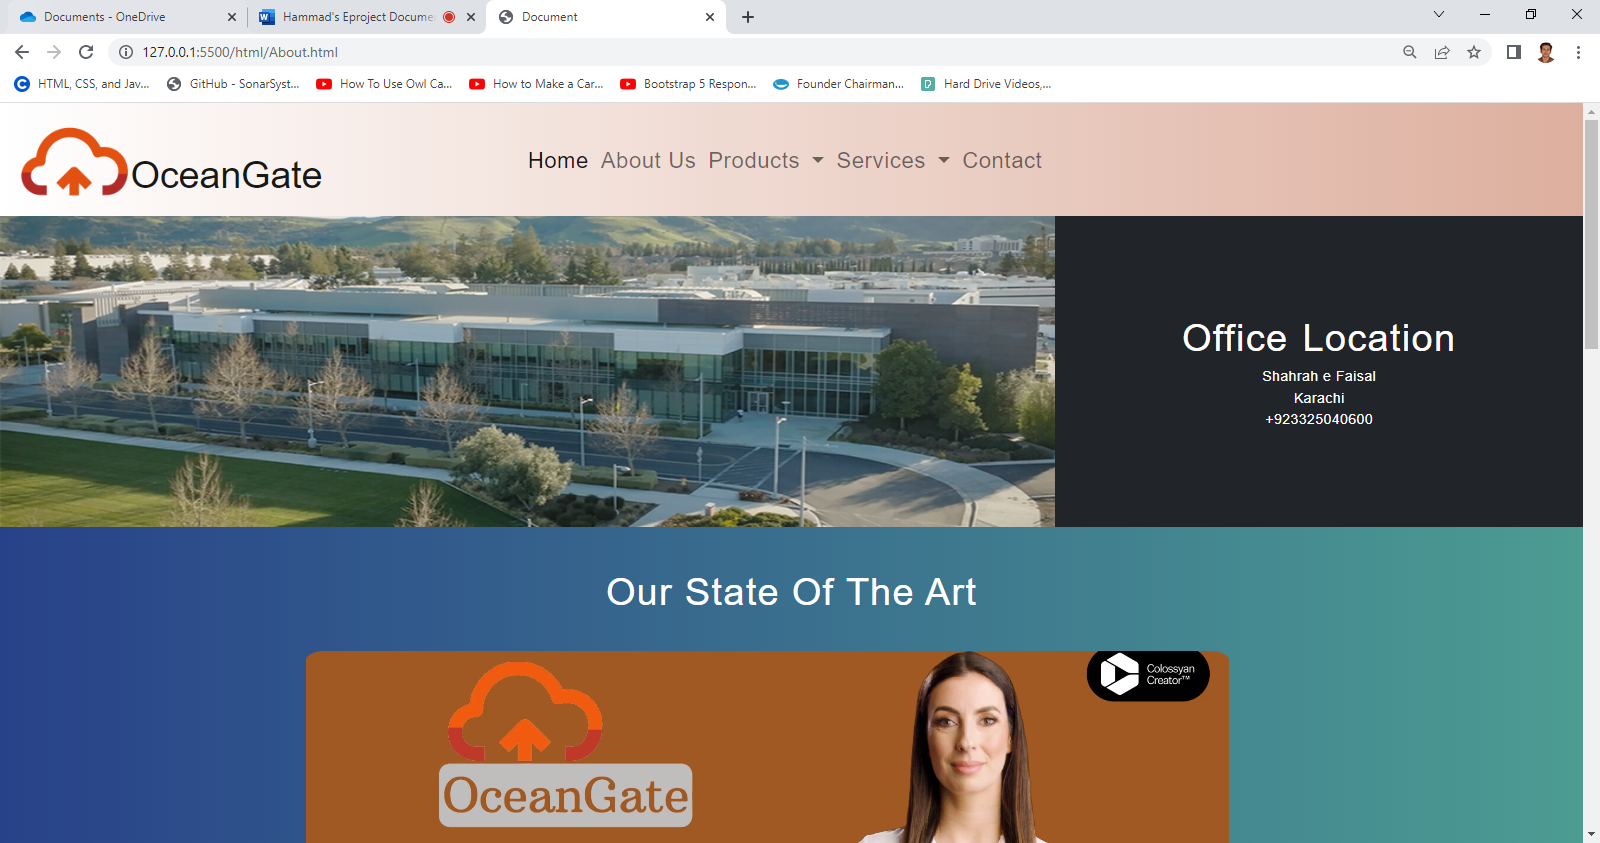 Documents - OneDrive
Hammad's Eproject Docume
Document
127.0.0.1:5500/html/About.html
HTML, CSS, and Jav...
GitHub - SonarSyst...
How To Use Owl Ca...
How to Make a Car...
Bootstrap 5 Respon...
Founder Chairman...
Hard Drive Videos,...
OceanGate
Home About Us Products Services Contact
Office Location
Shahrah e Faisal
Karachi
+923325040600
Our State Of The Art
Colossyan
Creator™
OceanGate